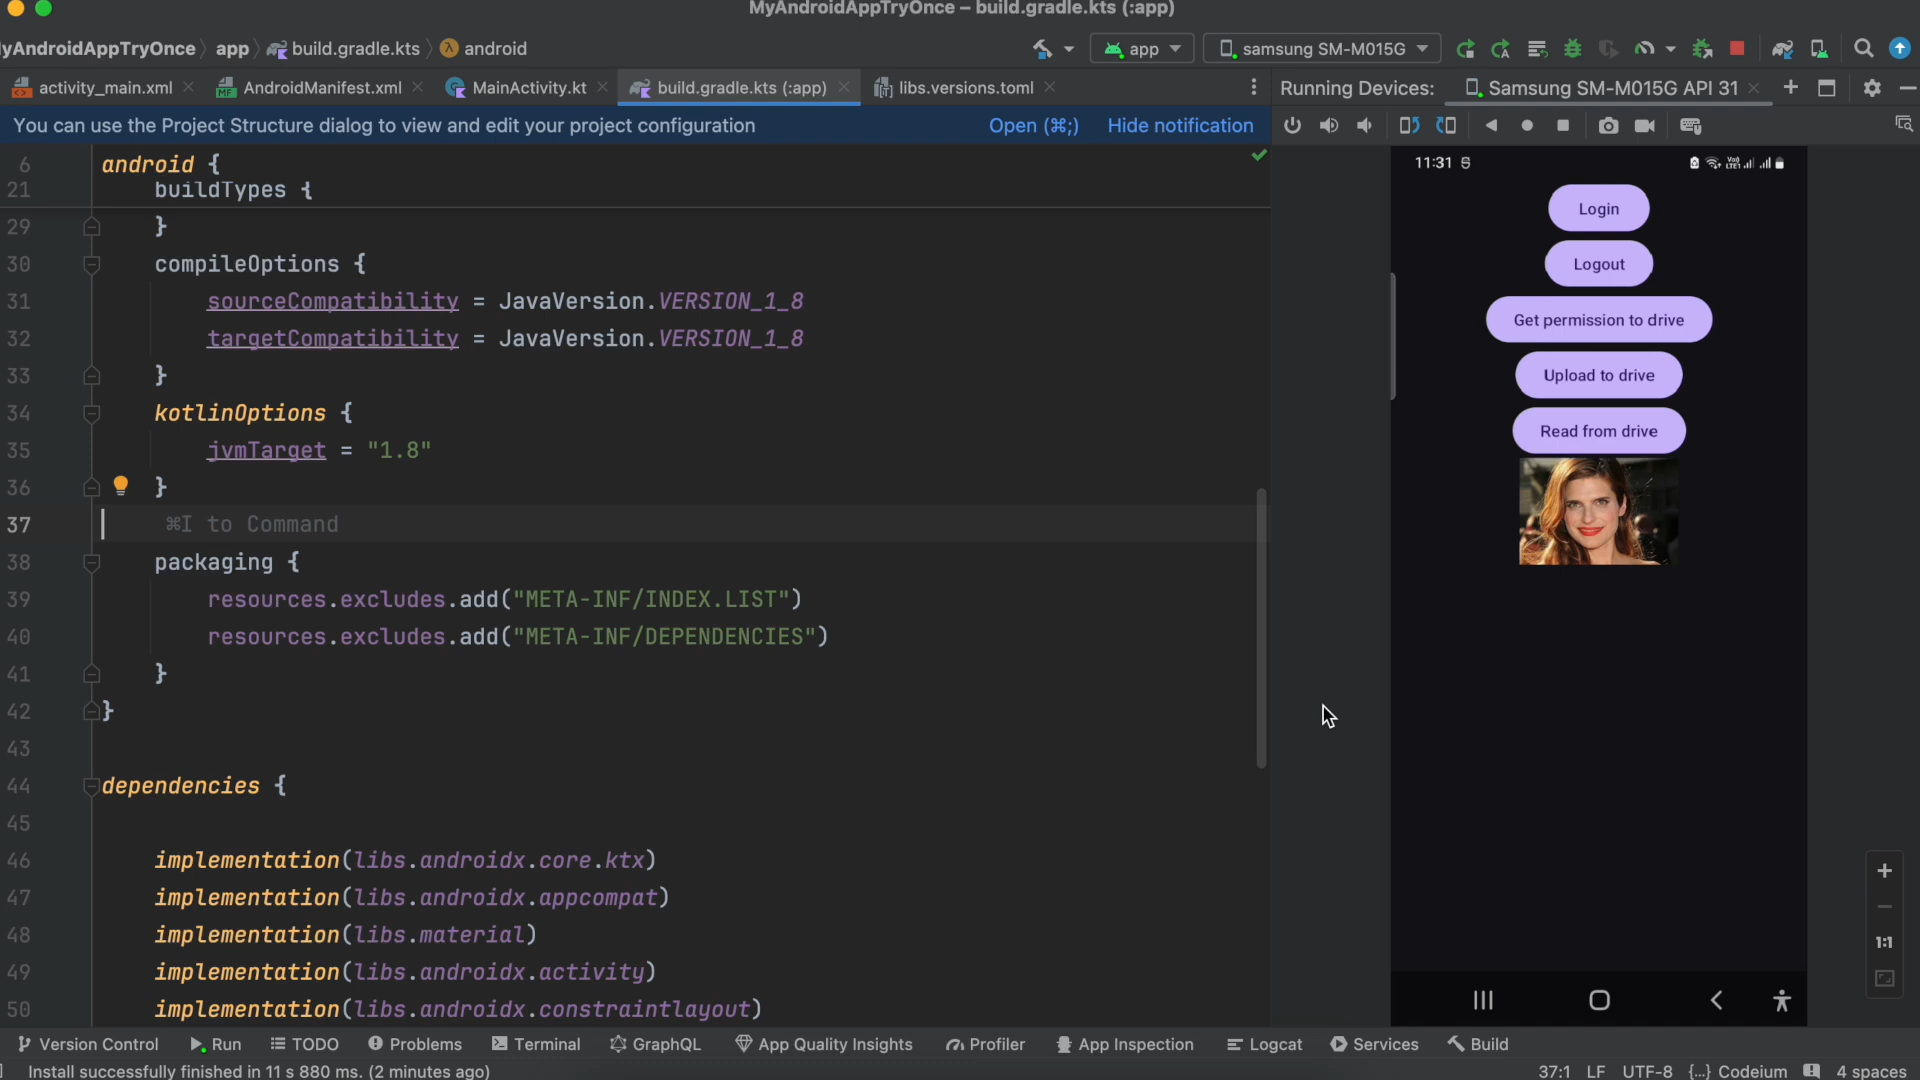 MyAndroidAppTryOnce – build.gradle.kts (:app)
yAndroidAppTryOnce app build.gradle.kts android
app samsung SM-M015G
activity_main.xml AndroidManifest.xml MainActivity.kt build.gradle.kts (:app) libs.versions.toml
Running Devices: Samsung SM-M015G API 31
You can use the Project Structure dialog to view and edit your project configuration Open (⌘;) Hide notification
6 android {
21 buildTypes {
29 }
30 compileOptions {
31 sourceCompatibility = JavaVersion.VERSION_1_8
32 targetCompatibility = JavaVersion.VERSION_1_8
33 }
34 kotlinOptions {
35 jvmTarget = "1.8"
36 }
37 ⌘I to Command
38 packaging {
39 resources.excludes.add("META-INF/INDEX.LIST")
40 resources.excludes.add("META-INF/DEPENDENCIES")
41 }
42 }
43
44 dependencies {
45
46 implementation(libs.androidx.core.ktx)
47 implementation(libs.androidx.appcompat)
48 implementation(libs.material)
49 implementation(libs.androidx.activity)
50 implementation(libs.androidx.constraintlayout)
11:31
Login
Logout
Get permission to drive
Upload to drive
Read from drive
1:1
Version Control Run TODO Problems Terminal GraphQL App Quality Insights Profiler App Inspection Logcat Services Build
Install successfully finished in 11 s 880 ms. (2 minutes ago) 37:1 LF UTF-8 {...} Codeium 4 spaces